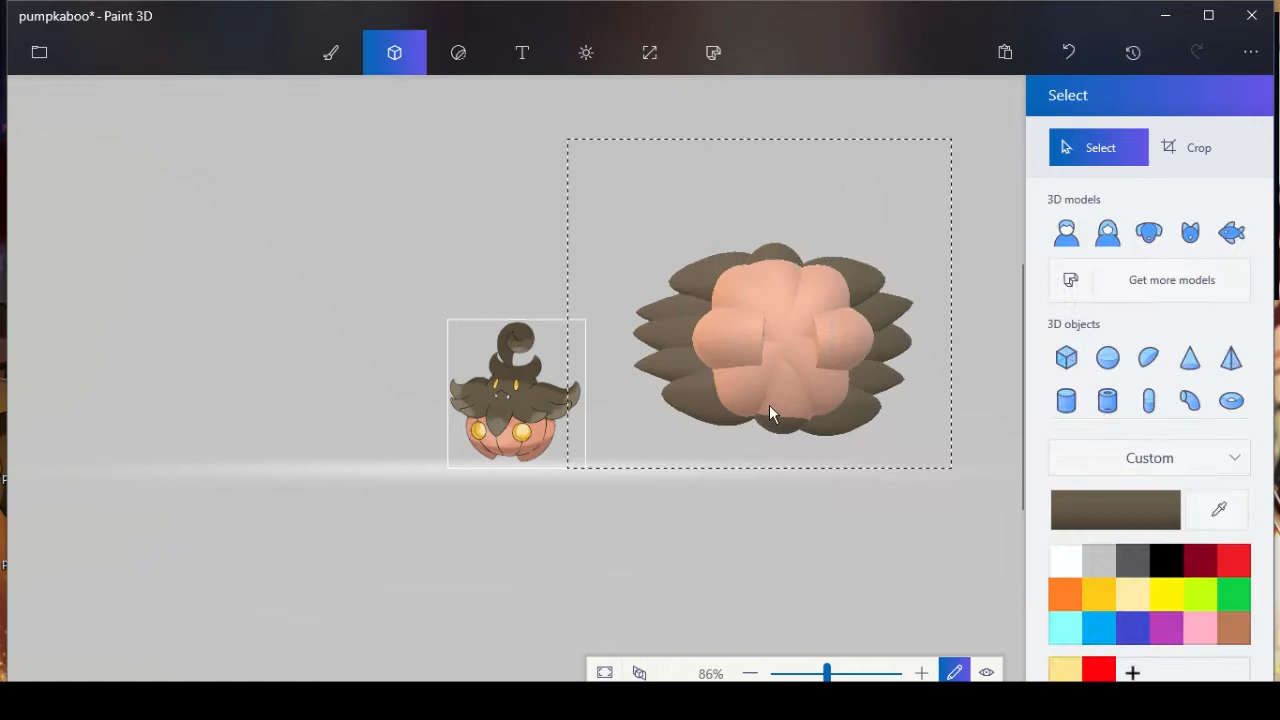 pumpkaboo* - Paint 3D
Select
Select
Crop
3D models
Get more models
3D objects
Custom
86%